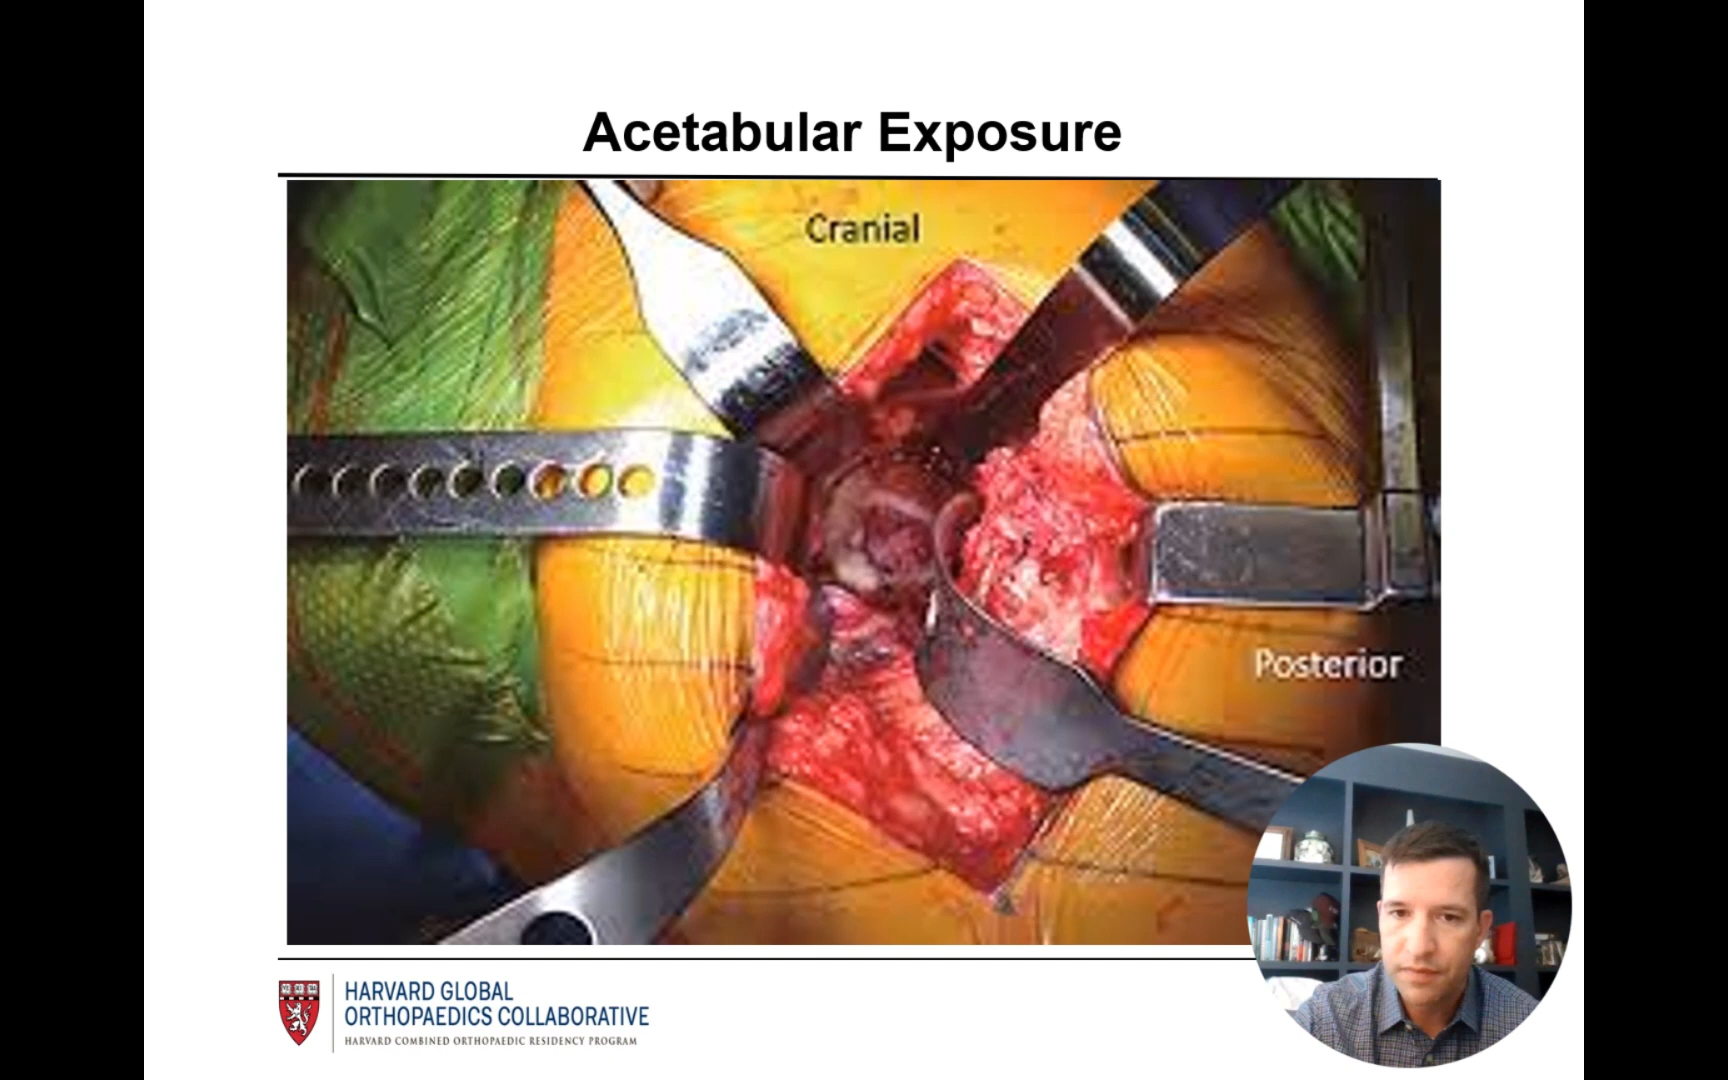 Acetabular Exposure
Cranial
Posterior
HARVARD GLOBAL
ORTHOPAEDICS COLLABORATIVE
HARVARD COMBINED ORTHOPAEDIC RESIDENCY PROGRAM